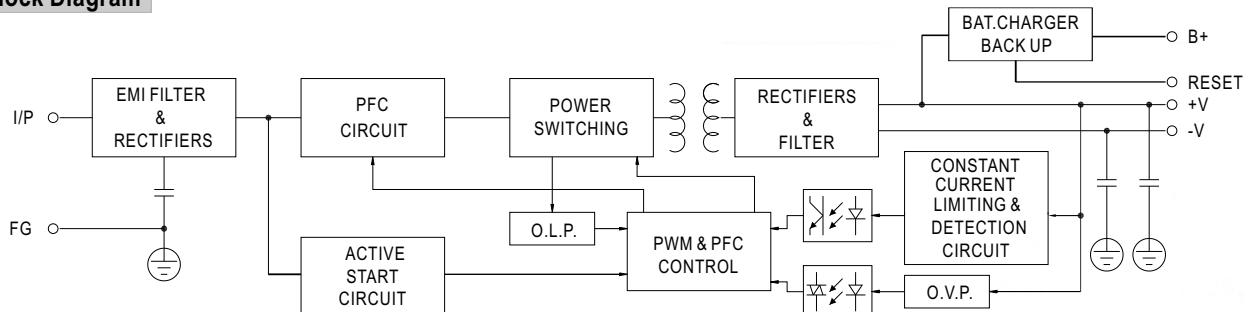 lock Diagram
BAT.CHARGER
BACK UP
B+
RESET
I/P
EMI FILTER
&
RECTIFIERS
PFC
CIRCUIT
POWER
SWITCHING
RECTIFIERS
&
FILTER
+V
-V
FG
O.L.P.
PWM & PFC
CONTROL
CONSTANT
CURRENT
LIMITING &
DETECTION
CIRCUIT
ACTIVE
START
CIRCUIT
O.V.P.